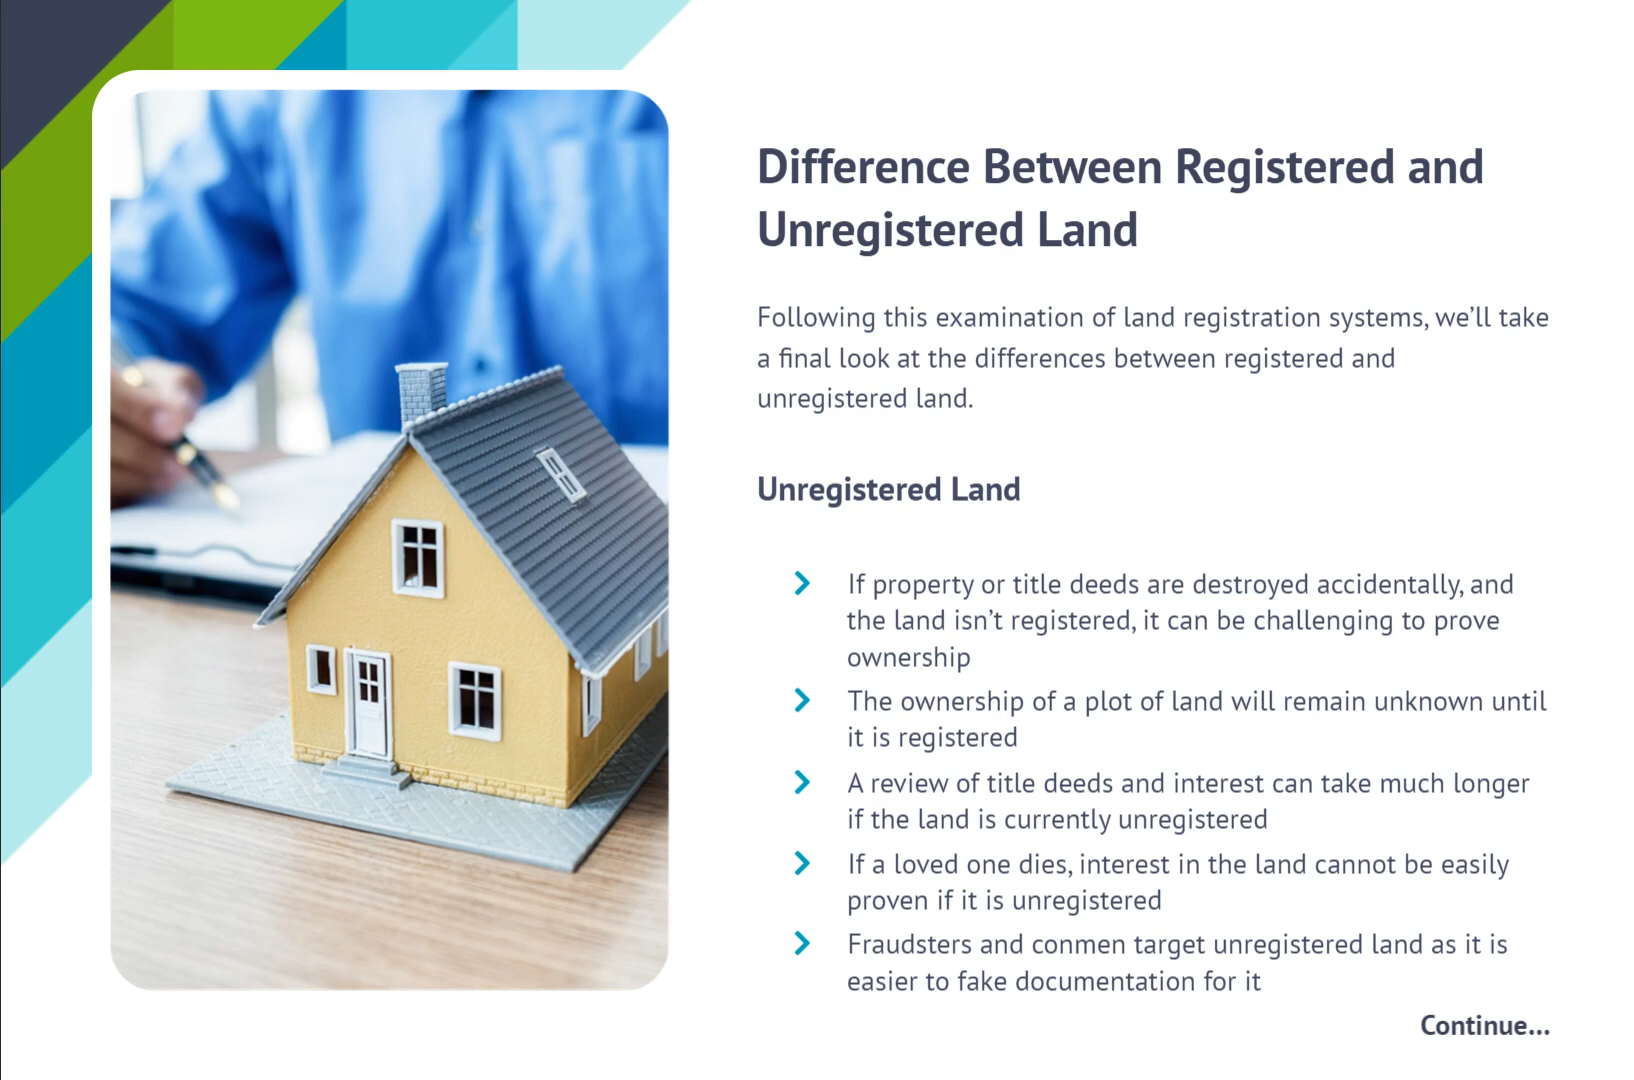 Difference Between Registered and
Unregistered Land
Following this examination of land registration systems, we’ll take
a final look at the differences between registered and
unregistered land.
Unregistered Land
If property or title deeds are destroyed accidentally, and
the land isn’t registered, it can be challenging to prove
ownership
The ownership of a plot of land will remain unknown until
it is registered
A review of title deeds and interest can take much longer
if the land is currently unregistered
If a loved one dies, interest in the land cannot be easily
proven if it is unregistered
Fraudsters and conmen target unregistered land as it is
easier to fake documentation for it
Continue...